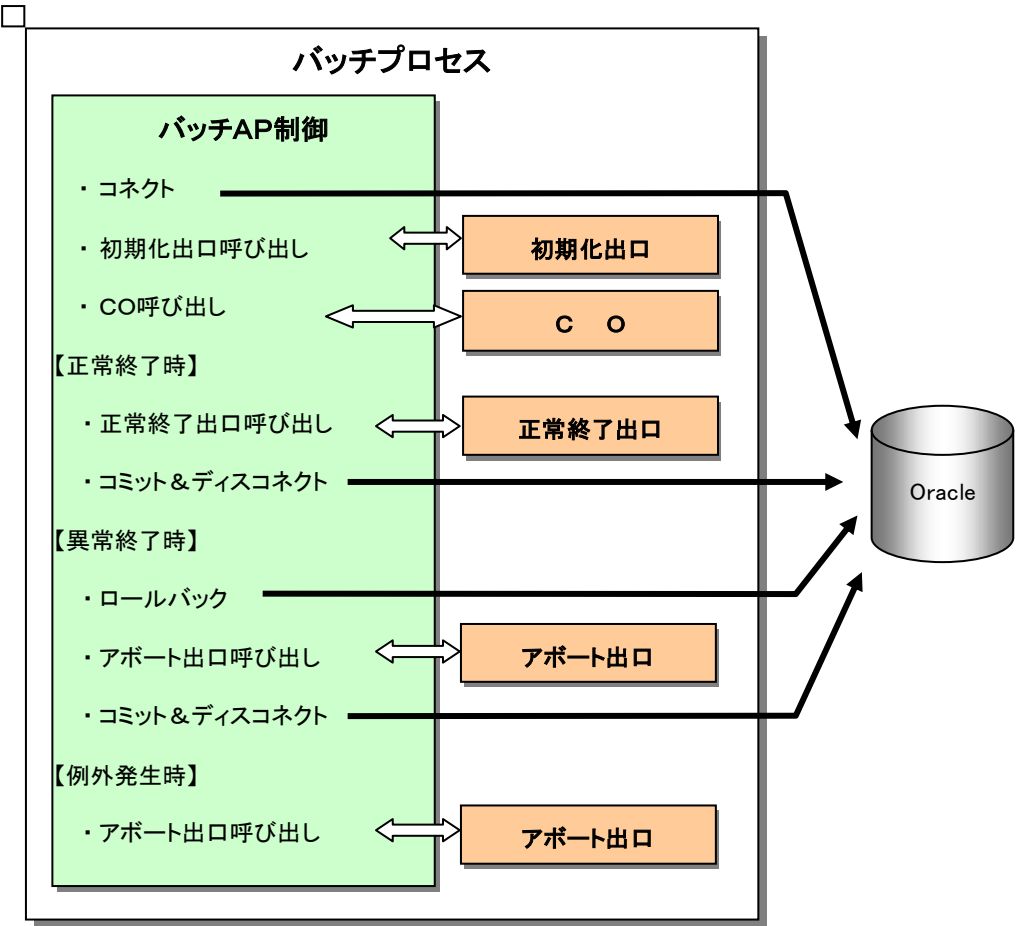 バッチプロセス
バッチAP制御
・コネクト
・初期化出口呼び出し
初期化出口
・CO呼び出し
C O
【正常終了時】
・正常終了出口呼び出し
正常終了出口
・コミット＆ディスコネクト
Oracle
【異常終了時】
・ロールバック
・アボート出口呼び出し
アボート出口
・コミット＆ディスコネクト
【例外発生時】
・アボート出口呼び出し
アボート出口